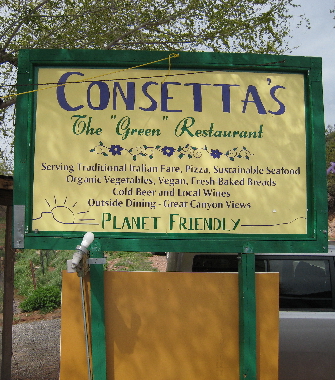 CONSETTA'S
The "Green" Restaurant
Serving Traditional Italian Fare, Pizza, Sustainable Seafood
Organic Vegetables, Vegan, Fresh Baked Breads
Cold Beer and Local Wines
Outside Dining - Great Canyon Views
PLANET FRIENDLY